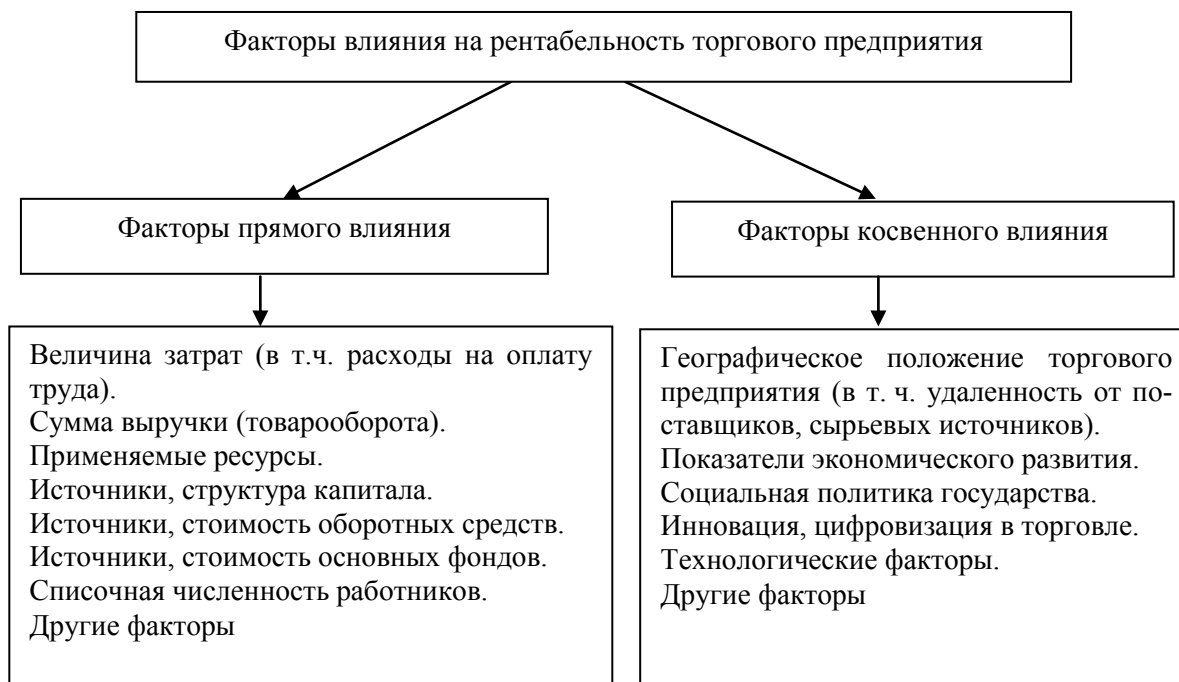 Факторы влияния на рентабельность торгового предприятия
Факторы прямого влияния
Факторы косвенного влияния
Величина затрат (в т.ч. расходы на оплату
труда).
Сумма выручки (товарооборота).
Применяемые ресурсы.
Источники, структура капитала.
Источники, стоимость оборотных средств.
Источники, стоимость основных фондов.
Списочная численность работников.
Другие факторы
Географическое положение торгового
предприятия (в т. ч. удаленность от по-
ставщиков, сырьевых источников).
Показатели экономического развития.
Социальная политика государства.
Инновация, цифровизация в торговле.
Технологические факторы.
Другие факторы